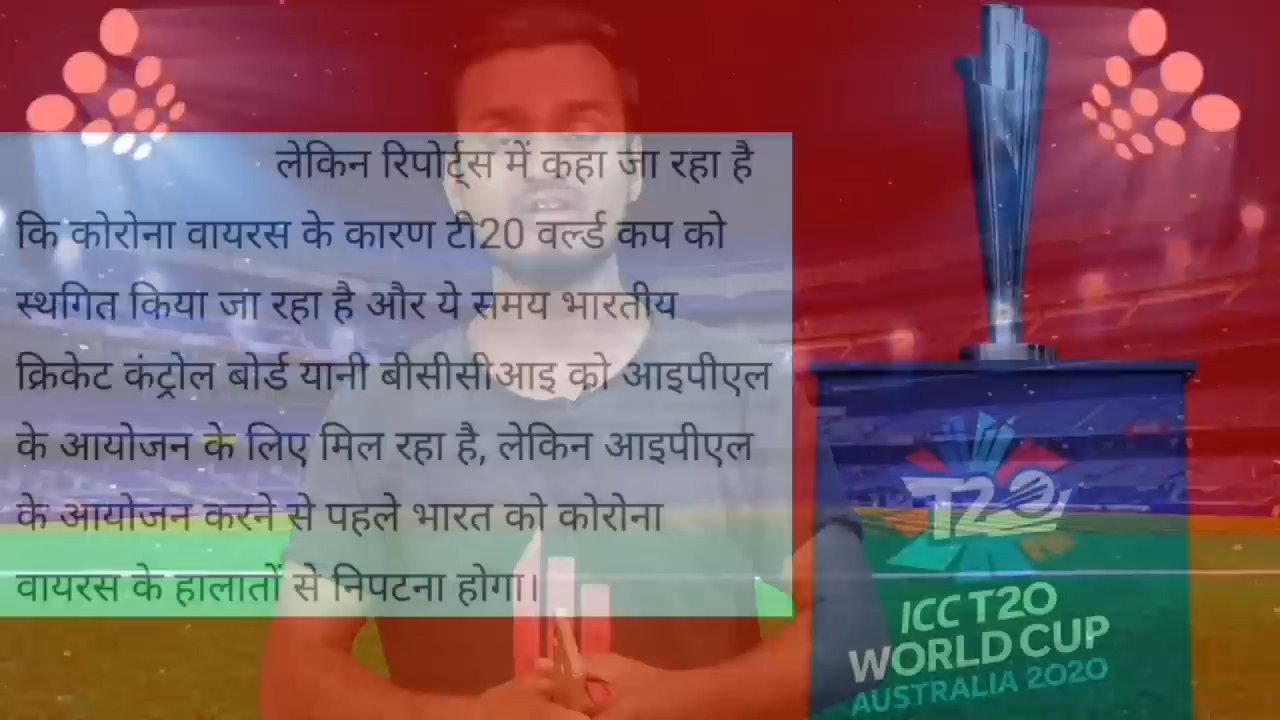 लेकिन रिपोर्ट्स में कहा जा रहा है
कि कोरोना वायरस के कारण टी20 वर्ल्ड कप को
स्थगित किया जा रहा है और ये समय भारतीय
क्रिकेट कंट्रोल बोर्ड यानी बीसीसीआइ को आइपीएल
के आयोजन के लिए मिल रहा है, लेकिन आइपीएल
के आयोजन करने से पहले भारत को कोरोना
वायरस के हालातों से निपटना होगा।
T20
ICC T20
WORLD CUP
AUSTRALIA 2020